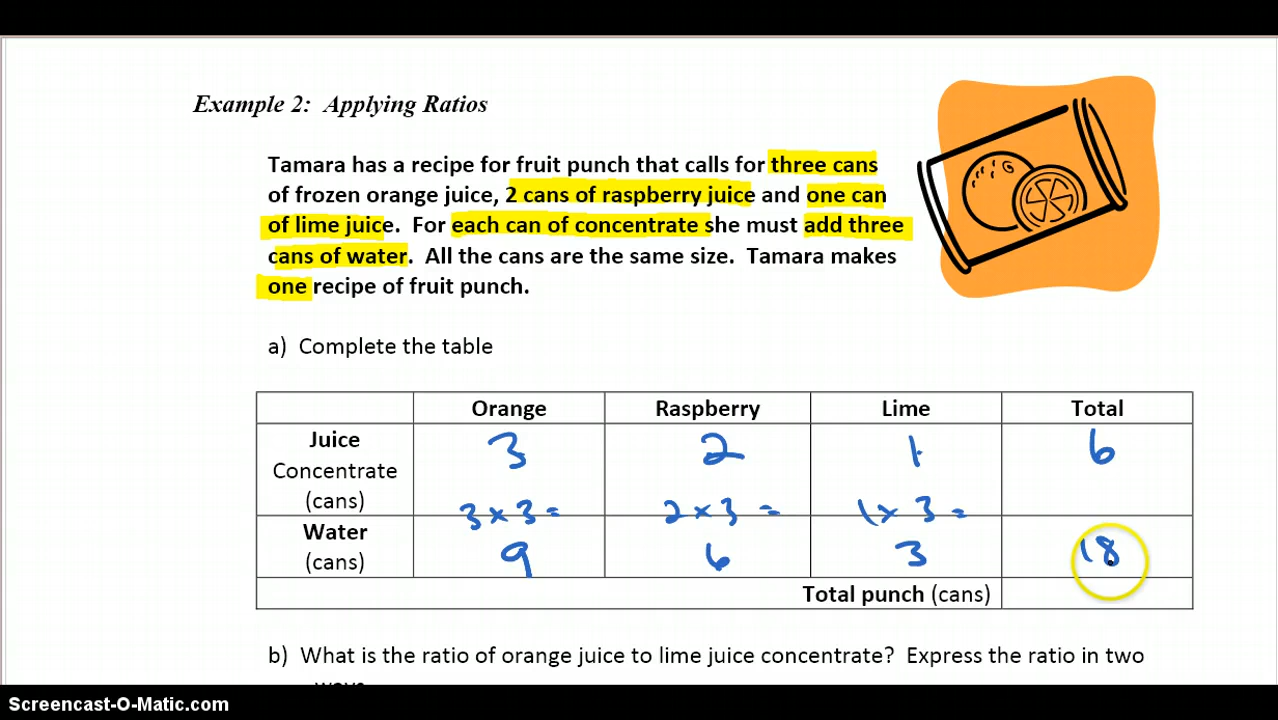 Example 2: Applying Ratios
Tamara has a recipe for fruit punch that calls for three cans
of frozen orange juice, 2 cans of raspberry juice and one can
of lime juice. For each can of concentrate she must add three
cans of water. All the cans are the same size. Tamara makes
one recipe of fruit punch.
a) Complete the table
Orange Raspberry Lime Total
Juice
Concentrate
(cans)
3 2 1 6
3 x 3 = 2 x 3 = 1 x 3 =
Water
(cans)
9 6 3 18
Total punch (cans)
b) What is the ratio of orange juice to lime juice concentrate? Express the ratio in two
ways
Screencast-O-Matic.com